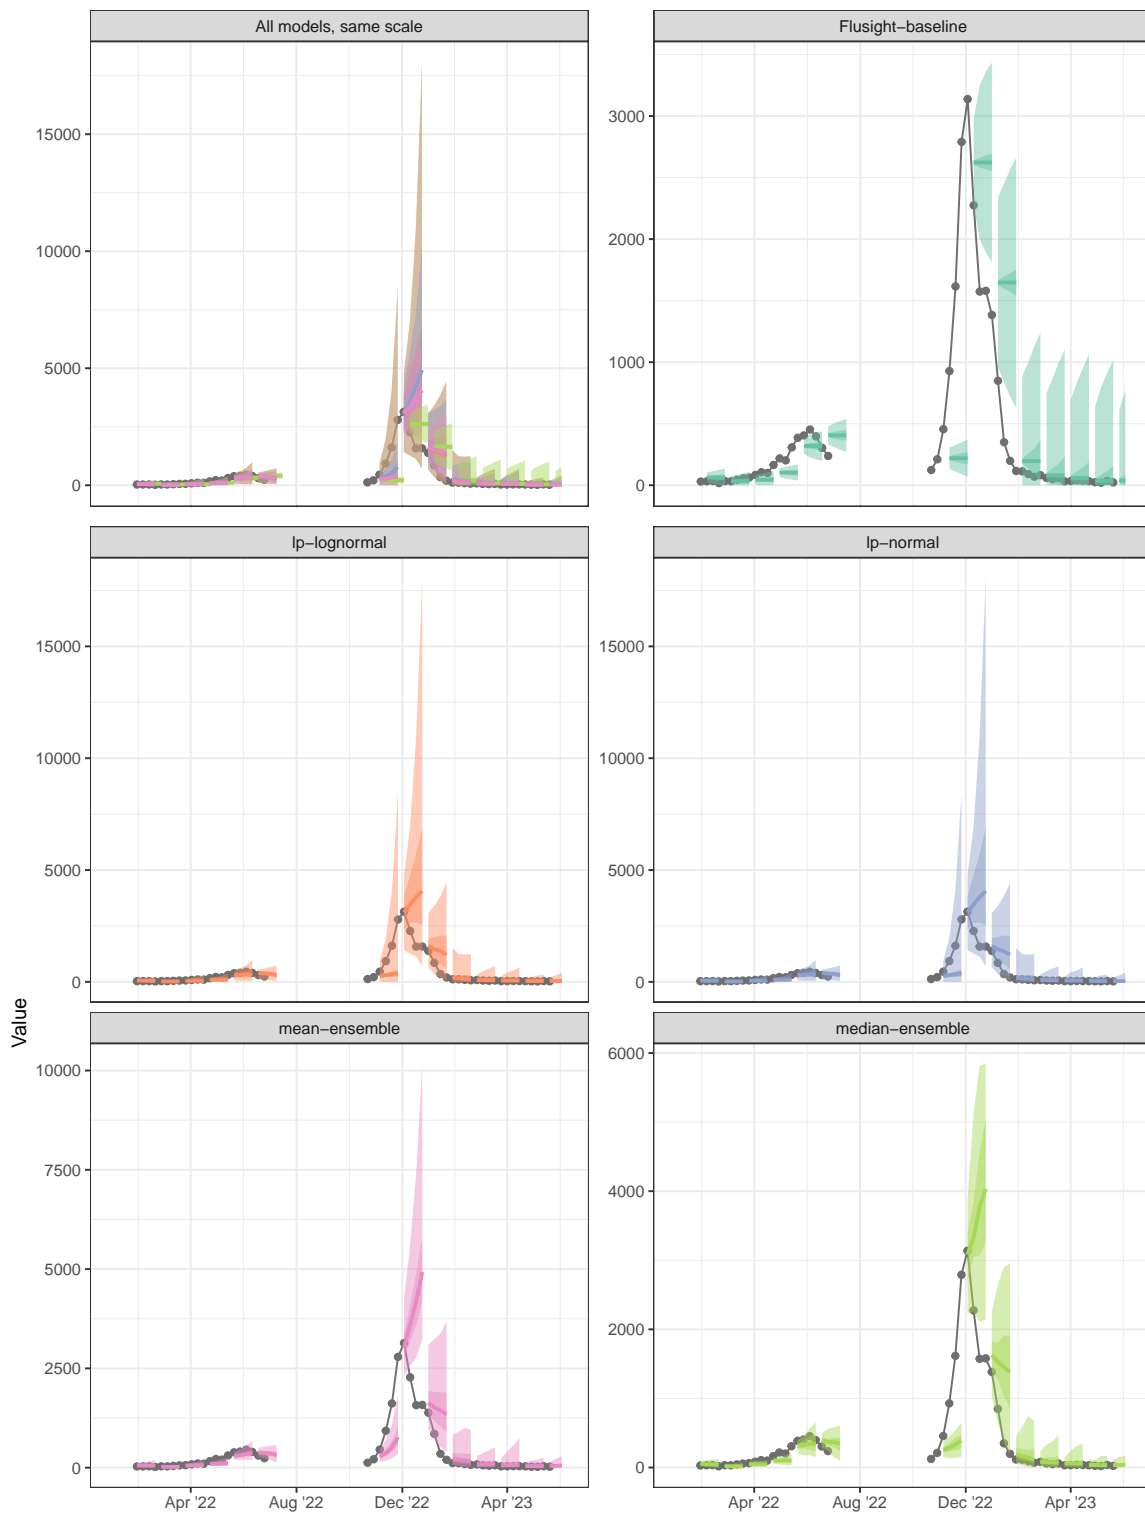 All models, same scale
Flusight−baseline
15000
10000
5000
0
3000
2000
1000
0
lp−lognormal
lp−normal
15000
10000
5000
0
15000
10000
5000
0
Value
mean−ensemble
median−ensemble
10000
7500
5000
2500
0
6000
4000
2000
0
Apr '22
Aug '22
Dec '22
Apr '23
Apr '22
Aug '22
Dec '22
Apr '23